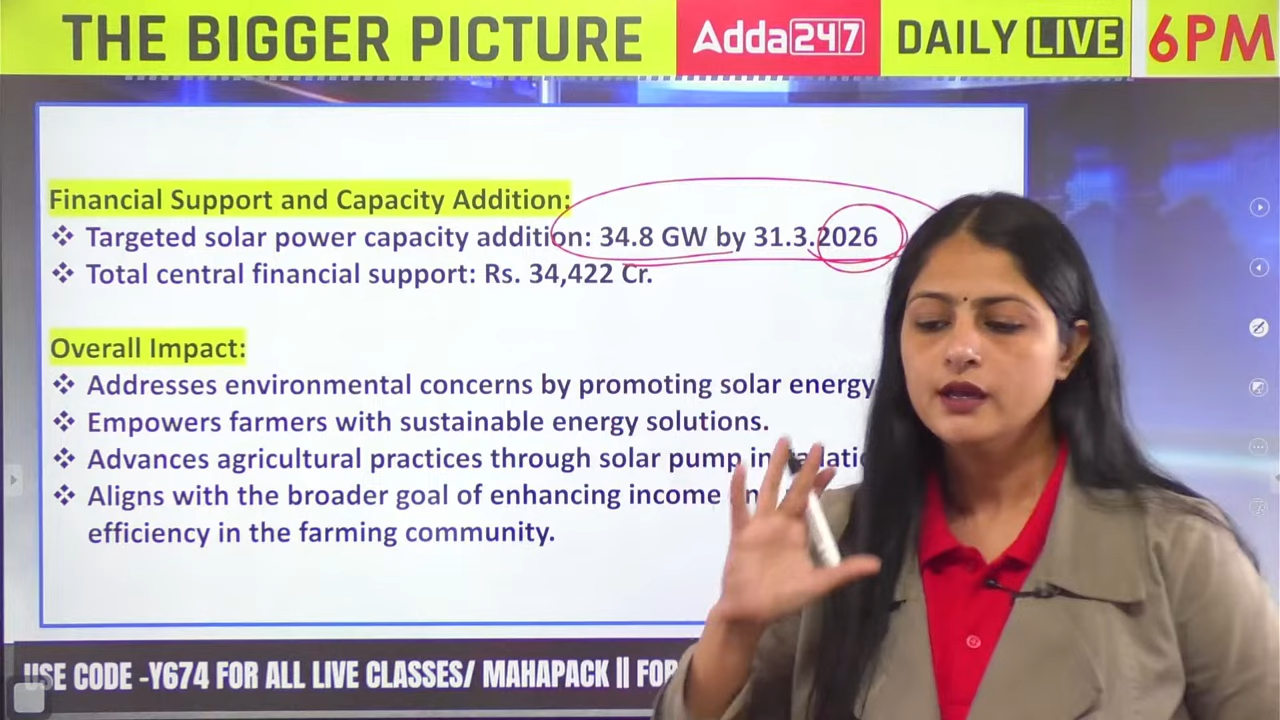 THE BIGGER PICTURE
Adda247
DAILY LIVE
6PM
Financial Support and Capacity Addition:
❖ Targeted solar power capacity addition: 34.8 GW by 31.3.2026
❖ Total central financial support: Rs. 34,422 Cr.
Overall Impact:
❖ Addresses environmental concerns by promoting solar energy
❖ Empowers farmers with sustainable energy solutions.
❖ Advances agricultural practices through solar pump
❖ Aligns with the broader goal of enhancing income
efficiency in the farming community.
USE CODE -Y674 FOR ALL LIVE CLASSES/ MAHAPACK || FOR